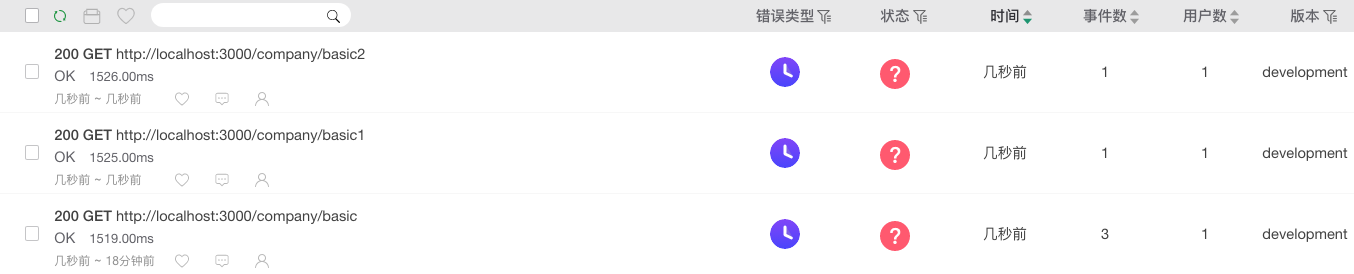 错误类型 状态 时间 事件数 用户数 版本
200 GET http://localhost:3000/company/basic2
OK 1526.00ms
几秒前 ~ 几秒前
几秒前 1 1 development
200 GET http://localhost:3000/company/basic1
OK 1525.00ms
几秒前 ~ 几秒前
几秒前 1 1 development
200 GET http://localhost:3000/company/basic
OK 1519.00ms
几秒前 ~ 18分钟前
几秒前 3 1 development